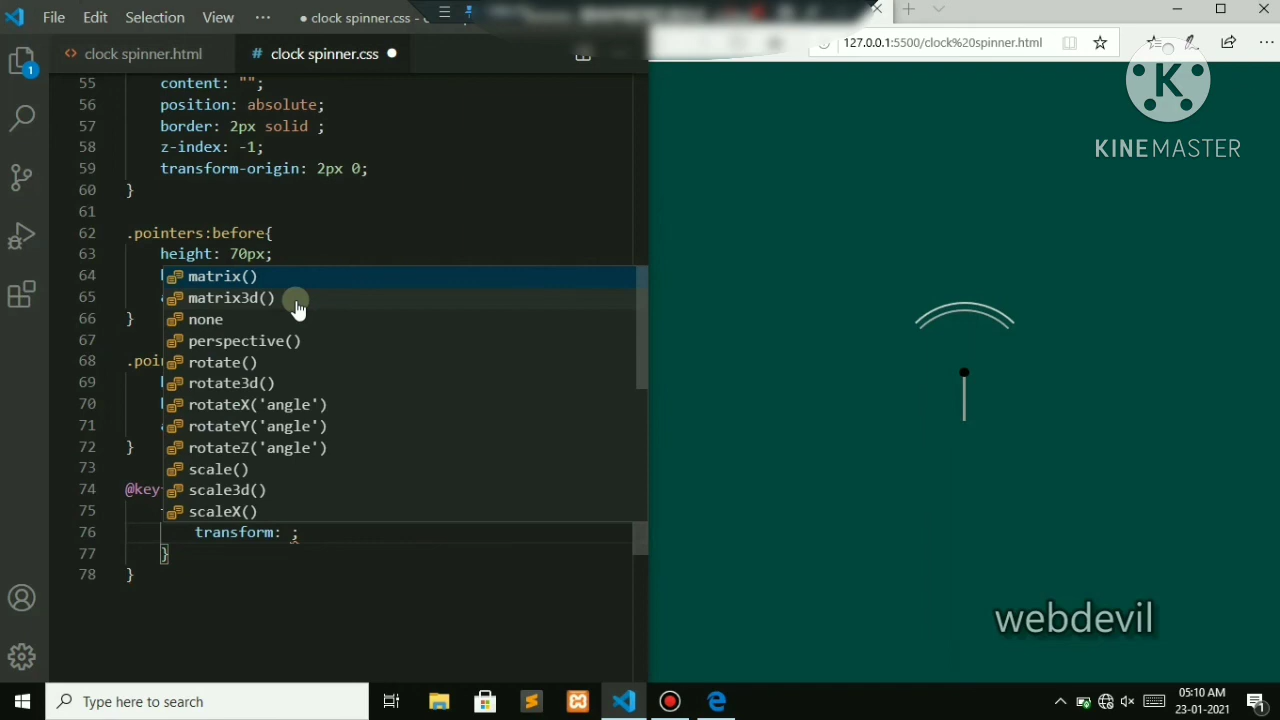 File Edit Selection View ··· ● clock spinner.css -
127.0.0.1:5500/clock%20spinner.html
<> clock spinner.html # clock spinner.css ●
K
KINEMASTER
1
55 content: "";
56 position: absolute;
57 border: 2px solid ;
58 z-index: -1;
59 transform-origin: 2px 0;
60 }
61
62 .pointers:before{
63 height: 70px;
64
65
66 }
67
68 .poi
69
70
71
72 }
73
74 @key
75
76 transform: ;
77 }
78 }
matrix()
matrix3d()
none
perspective()
rotate()
rotate3d()
rotateX('angle')
rotateY('angle')
rotateZ('angle')
scale()
scale3d()
scaleX()
webdevil
Type here to search
05:10 AM
23-01-2021
1